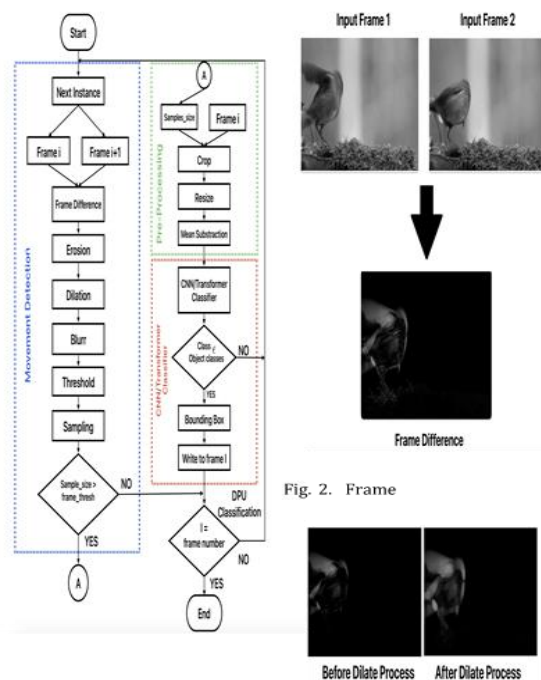 Start
Movement Detection
Next Instance
Frame i
Frame i+1
Frame Difference
Erosion
Dilation
Blurr
Threshold
Sampling
Sample_size >
frame_thresh
NO
YES
A
Pre-Processing
A
Samples_size
Frame i
Crop
Resize
Mean Substraction
CNN/Transformer
Classifier
CNN/Transformer
Classifier
Class €
Object classes
NO
YES
Bounding Box
Write to frame I
DPU
Classification
I =
frame number
NO
YES
End
Input Frame 1
Input Frame 2
Frame Difference
Fig. 2. Frame
Before Dilate Process
After Dilate Process